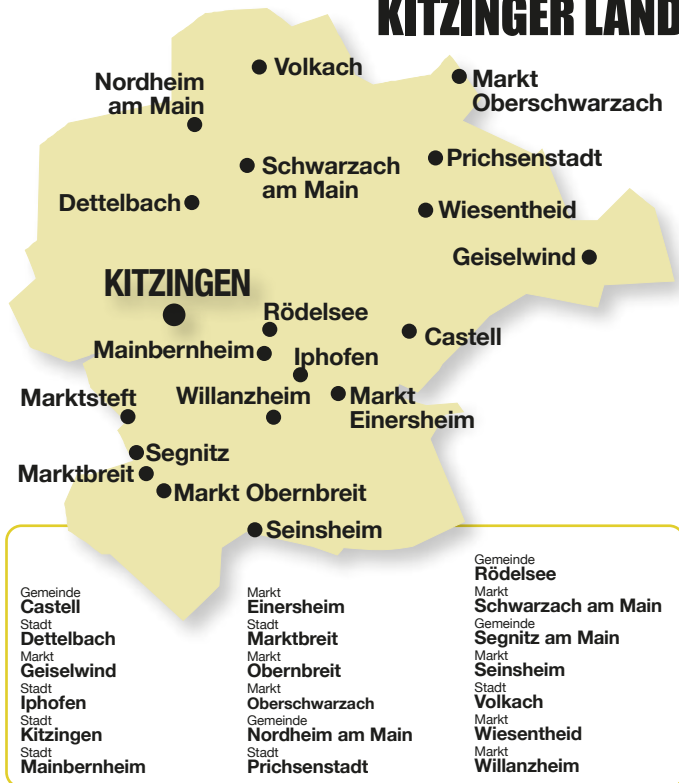 KITZINGER LAND
Volkach
Nordheim
am Main
Markt
Oberschwarzach
Schwarzach
am Main
Prichsenstadt
Dettelbach
Wiesentheid
Geiselwind
KITZINGEN
Rödelsee
Castell
Mainbernheim
Iphofen
Marktsteft
Willanzheim
Markt
Einersheim
Segnitz
Marktbreit
Markt Obernbreit
Seinsheim
Gemeinde
Castell
Stadt
Dettelbach
Markt
Geiselwind
Stadt
Iphofen
Stadt
Kitzingen
Stadt
Mainbernheim
Markt
Einersheim
Stadt
Marktbreit
Markt
Obernbreit
Markt
Oberschwarzach
Gemeinde
Nordheim am Main
Stadt
Prichsenstadt
Gemeinde
Rödelsee
Markt
Schwarzach am Main
Gemeinde
Segnitz am Main
Markt
Seinsheim
Stadt
Volkach
Markt
Wiesentheid
Markt
Willanzheim